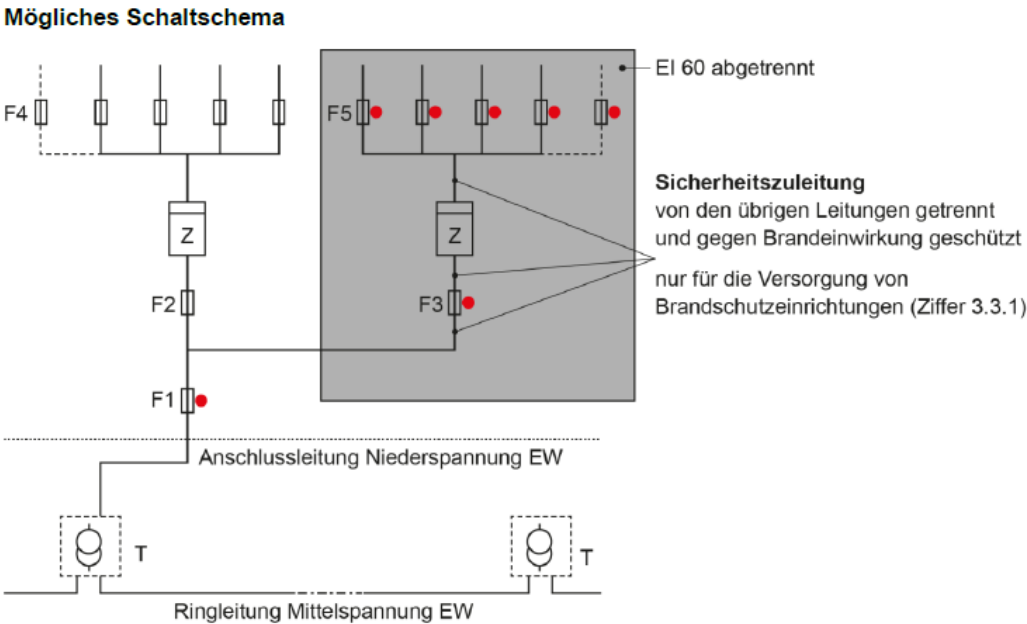 Mögliches Schaltschema
EI 60 abgetrennt
F4
F5
Sicherheitszuleitung
von den übrigen Leitungen getrennt
und gegen Brandeinwirkung geschützt
Z
Z
nur für die Versorgung von
Brandschutzeinrichtungen (Ziffer 3.3.1)
F2
F3
F1
Anschlussleitung Niederspannung EW
T
T
Ringleitung Mittelspannung EW